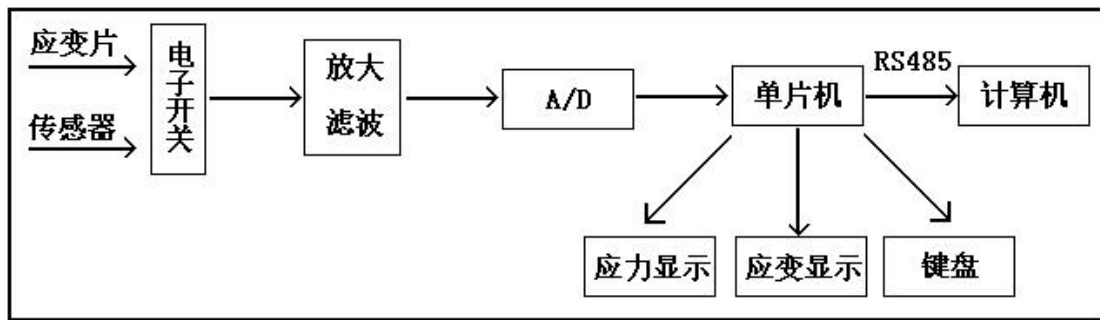 应变片
传感器
电子开关
放大
滤波
A/D
单片机
RS485
计算机
应力显示
应变显示
键盘